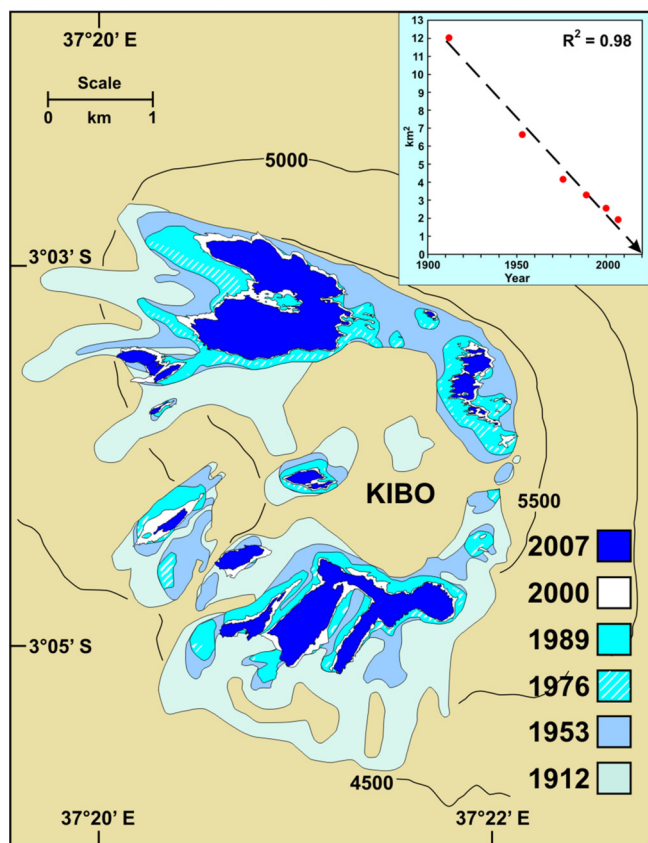 37°20' E
Scale
0 km 1
5000
3°03' S
13
12
11
10
9
8
7
6
5
4
3
2
1
0
km²
R² = 0.98
1900
1950
2000
Year
KIBO
5500
2007
2000
1989
1976
1953
1912
3°05' S
4500
37°20' E
37°22' E